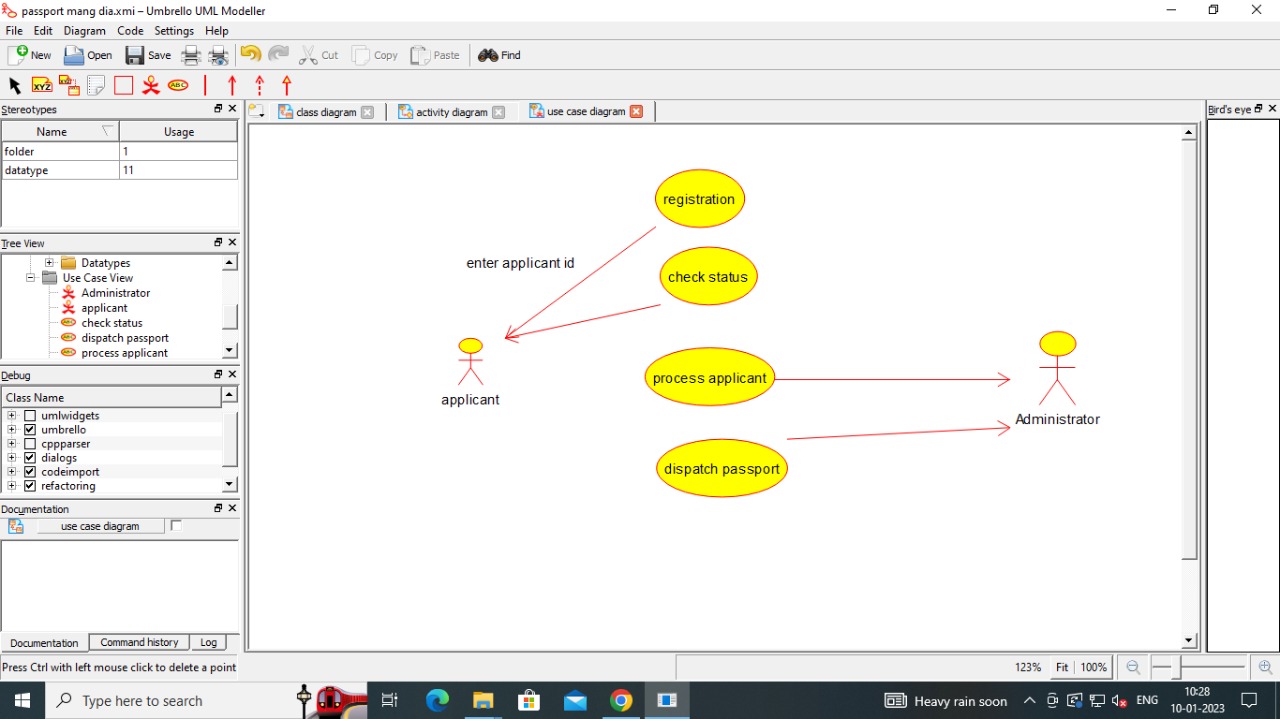 passport mang dia.xmi – Umbrello UML Modeller
File Edit Diagram Code Settings Help
New Open Save Cut Copy Paste Find
XYZ ABC
Stereotypes
Name Usage
folder 1
datatype 11
Tree View
Datatypes
Use Case View
Administrator
applicant
check status
dispatch passport
process applicant
Debug
Class Name
umlwidgets
umbrello
cppparser
dialogs
codeimport
refactoring
Documentation
use case diagram
Documentation Command history Log
Press Ctrl with left mouse click to delete a point
class diagram activity diagram use case diagram
registration
enter applicant id
check status
applicant
process applicant
Administrator
dispatch passport
Bird's eye
123% Fit 100%
Type here to search
Heavy rain soon
ENG
10:28
10-01-2023